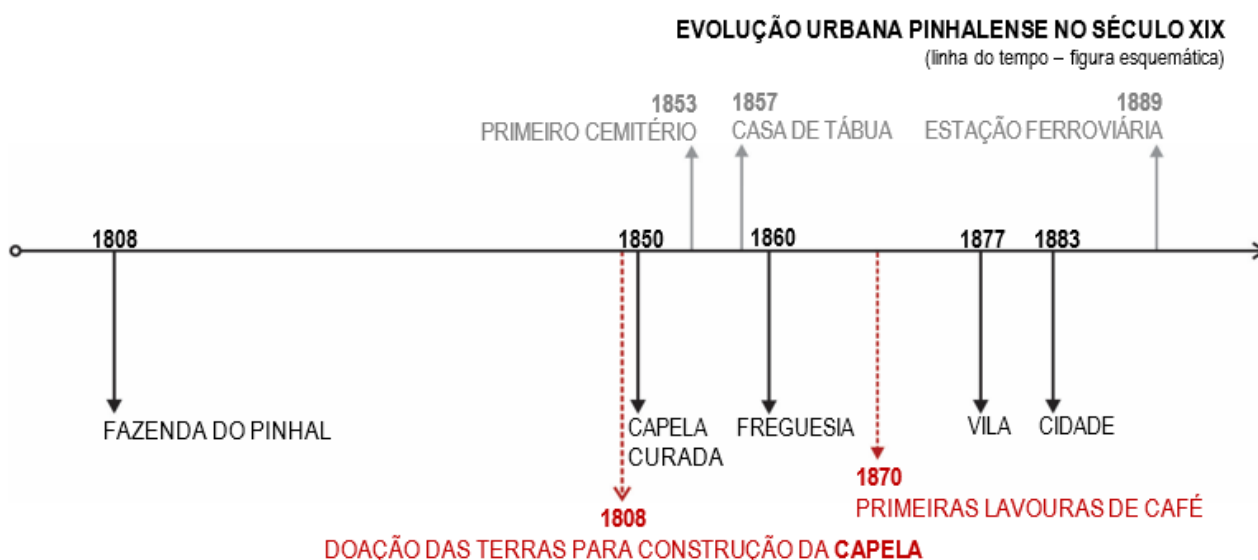 EVOLUÇÃO URBANA PINHALENSE NO SÉCULO XIX
(linha do tempo – figura esquemática)
1853
PRIMEIRO CEMITÉRIO
1857
CASA DE TÁBUA
1889
ESTAÇÃO FERROVIÁRIA
1808
1850
1860
1877
1883
FAZENDA DO PINHAL
CAPELA
CURADA
FREGUESIA
VILA
CIDADE
1870
PRIMEIRAS LAVOURAS DE CAFÉ
1808
DOAÇÃO DAS TERRAS PARA CONSTRUÇÃO DA CAPELA